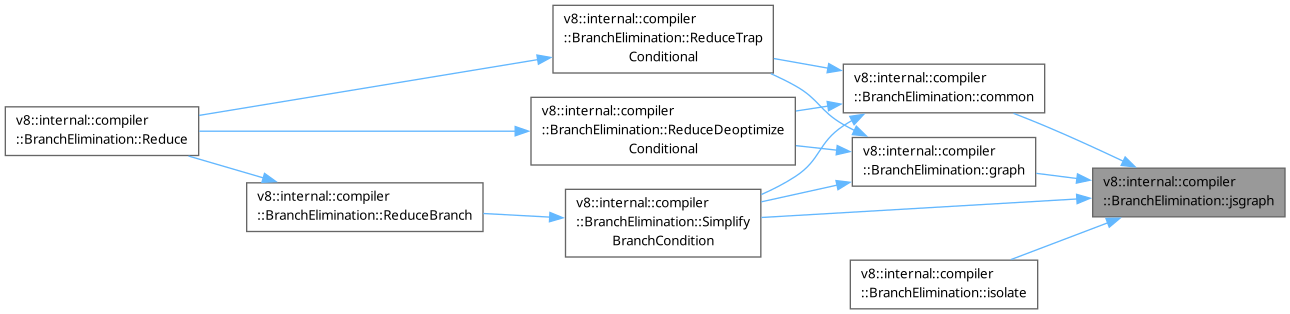 v8::internal::compiler
::BranchElimination::ReduceTrap
Conditional
v8::internal::compiler
::BranchElimination::common
v8::internal::compiler
::BranchElimination::Reduce
v8::internal::compiler
::BranchElimination::ReduceDeoptimize
Conditional
v8::internal::compiler
::BranchElimination::graph
v8::internal::compiler
::BranchElimination::jsgraph
v8::internal::compiler
::BranchElimination::ReduceBranch
v8::internal::compiler
::BranchElimination::Simplify
BranchCondition
v8::internal::compiler
::BranchElimination::isolate